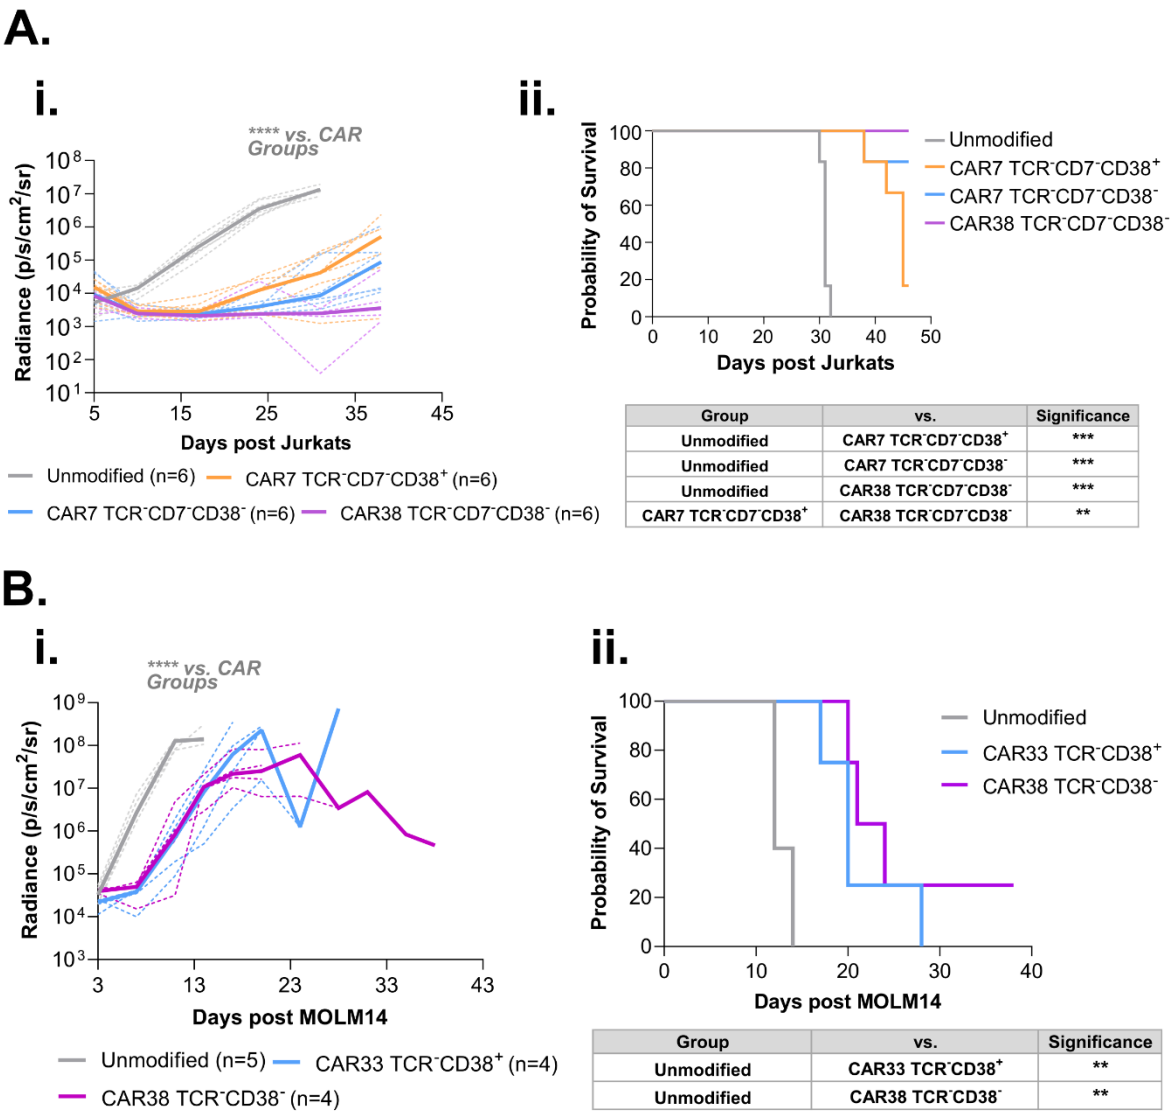 A.
i.
**** vs. CAR
Groups
Radiance (p/s/cm²/sr)
10⁸
10⁷
10⁶
10⁵
10⁴
10³
10²
10¹
5 15 25 35 45
Days post Jurkats
Unmodified (n=6) CAR7 TCR⁻CD7⁻CD38⁺ (n=6)
CAR7 TCR⁻CD7⁻CD38⁻ (n=6) CAR38 TCR⁻CD7⁻CD38⁻ (n=6)
ii.
Probability of Survival
100
80
60
40
20
0
0 10 20 30 40 50
Days post Jurkats
Unmodified
CAR7 TCR⁻CD7⁻CD38⁺
CAR7 TCR⁻CD7⁻CD38⁻
CAR38 TCR⁻CD7⁻CD38⁻
Group vs. Significance
Unmodified CAR7 TCR⁻CD7⁻CD38⁺ ***
Unmodified CAR7 TCR⁻CD7⁻CD38⁻ ***
Unmodified CAR38 TCR⁻CD7⁻CD38⁻ ***
CAR7 TCR⁻CD7⁻CD38⁺ CAR38 TCR⁻CD7⁻CD38⁻ **
B.
i.
**** vs. CAR
Groups
Radiance (p/s/cm²/sr)
10⁹
10⁸
10⁷
10⁶
10⁵
10⁴
10³
3 13 23 33 43
Days post MOLM14
Unmodified (n=5) CAR33 TCR⁻CD38⁺ (n=4)
CAR38 TCR⁻CD38⁻ (n=4)
ii.
Probability of Survival
100
80
60
40
20
0
0 10 20 30 40
Days post MOLM14
Unmodified
CAR33 TCR⁻CD38⁺
CAR38 TCR⁻CD38⁻
Group vs. Significance
Unmodified CAR33 TCR⁻CD38⁺ **
Unmodified CAR38 TCR⁻CD38⁻ **